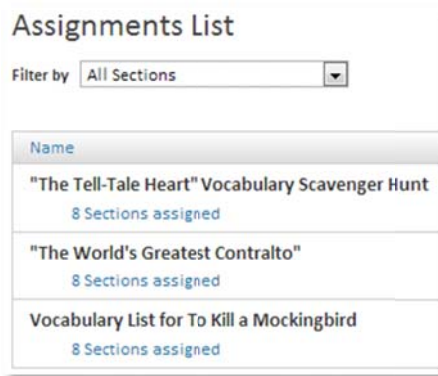 Assignments List
Filter by All Sections
Name
"The Tell-Tale Heart" Vocabulary Scavenger Hunt
8 Sections assigned
"The World's Greatest Contralto"
8 Sections assigned
Vocabulary List for To Kill a Mockingbird
8 Sections assigned